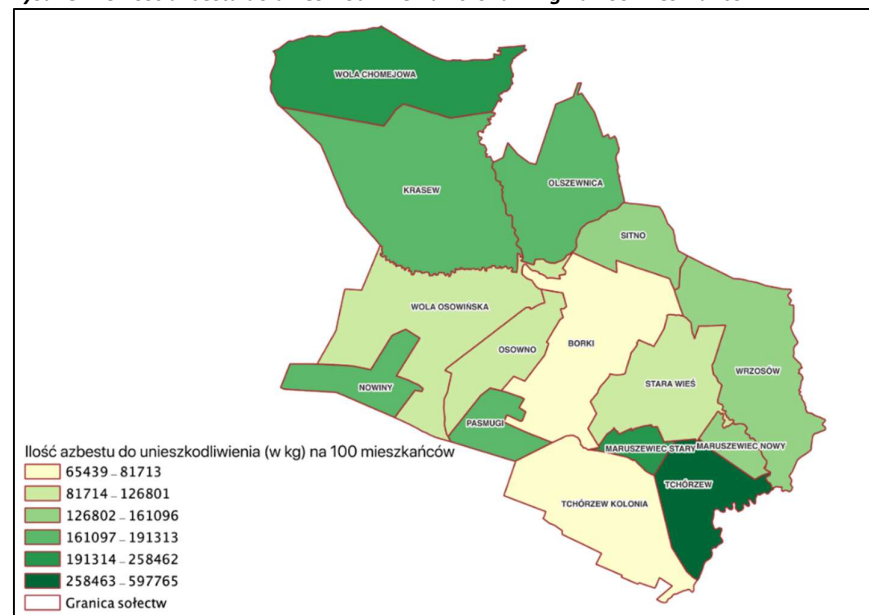 WOLA CHOMEJOWA
KRASEW
OLSZEWNICA
SITNO
WOLA OSOWIŃSKA
OSOWNO
BORKI
WRZOSÓW
STARA WIEŚ
NOWINY
PASMUGI
MARUSZEWIEC STARY
MARUSZEWIEC NOWY
TCHÓRZEW
TCHÓRZEW KOLONIA
Ilość azbestu do unieszkodliwienia (w kg) na 100 mieszkańców
65439 – 81713
81714 – 126801
126802 – 161096
161097 – 191313
191314 – 258462
258463 – 597765
Granica sołectw